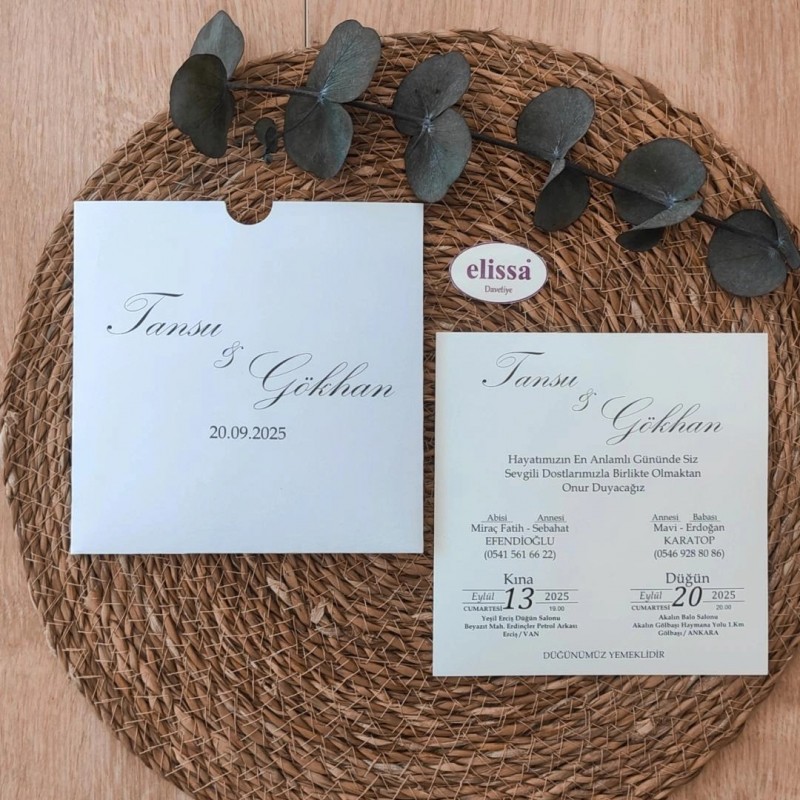 Tansu
&
Gökhan
20.09.2025
elissa
Davetiye
Tansu
&
Gökhan
Hayatımızın En Anlamlı Gününde Siz
Sevgili Dostlarımızla Birlikte Olmaktan
Onur Duyacağız
Abisi Annesi
Miraç Fatih - Sebahat
EFENDİOĞLU
(0541 561 66 22)
Annesi Babası
Mavi - Erdoğan
KARATOP
(0546 928 80 86)
Kına
Eylül 13 2025
CUMARTESİ 19:00
Yeşil Erciş Düğün Salonu
Beyazıt Mah. Erdinçler Petrol Arkası
Erciş / VAN
Düğün
Eylül 20 2025
CUMARTESİ 20:00
Akalın Balo Salonu
Akalın Gölbaşı Haymana Yolu 1.Km
Gölbaşı / ANKARA
DÜĞÜNÜMÜZ YEMEKLİDİR